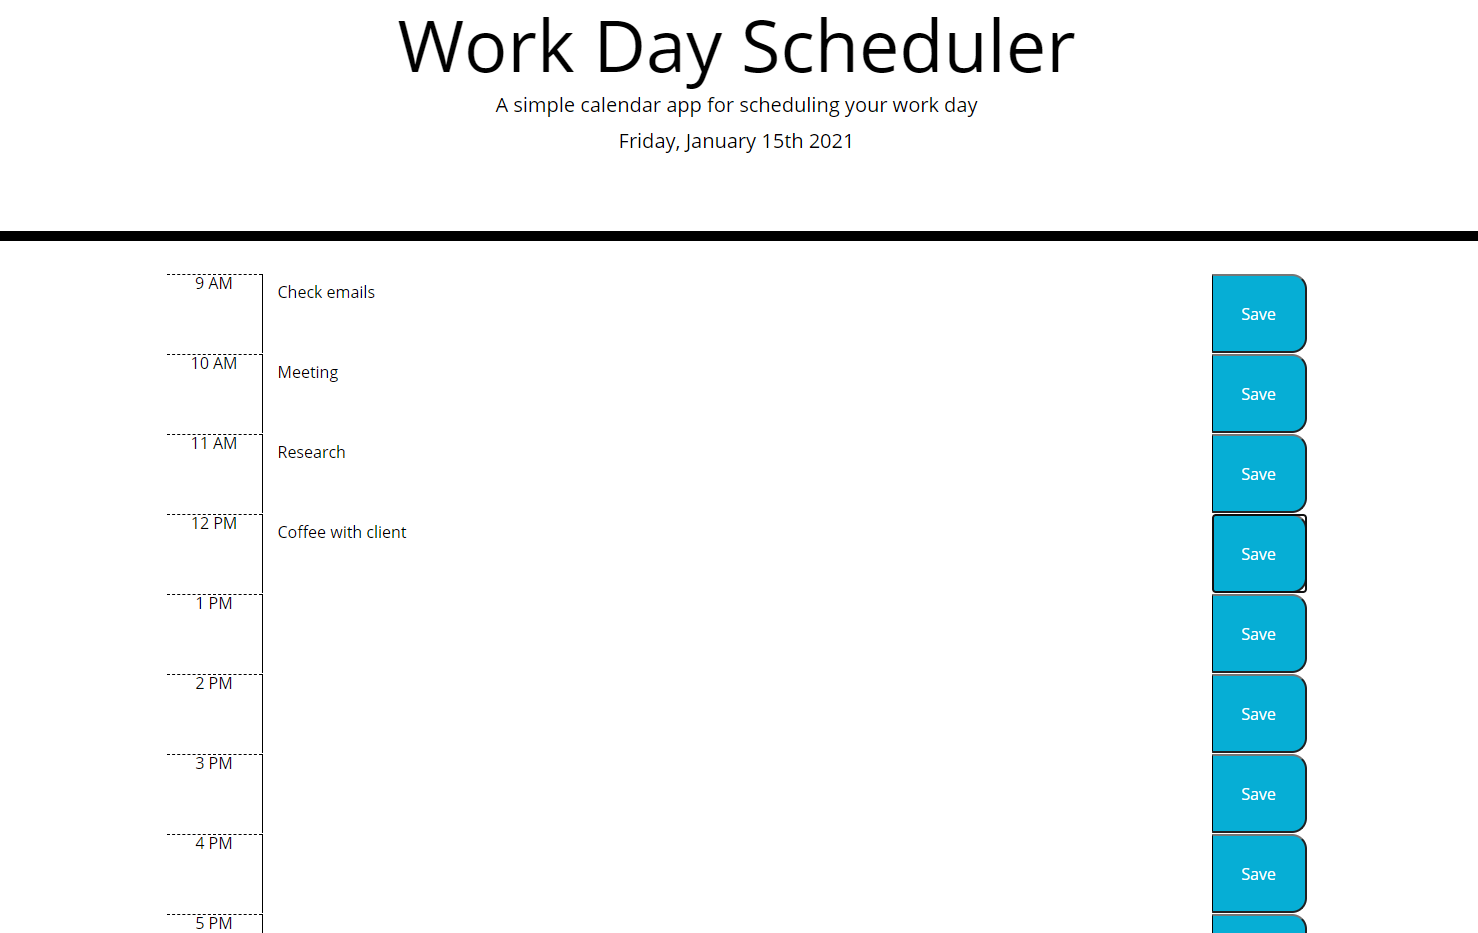 Work Day Scheduler
A simple calendar app for scheduling your work day
Friday, January 15th 2021
9 AM Check emails Save
10 AM Meeting Save
11 AM Research Save
12 PM Coffee with client Save
1 PM Save
2 PM Save
3 PM Save
4 PM Save
5 PM